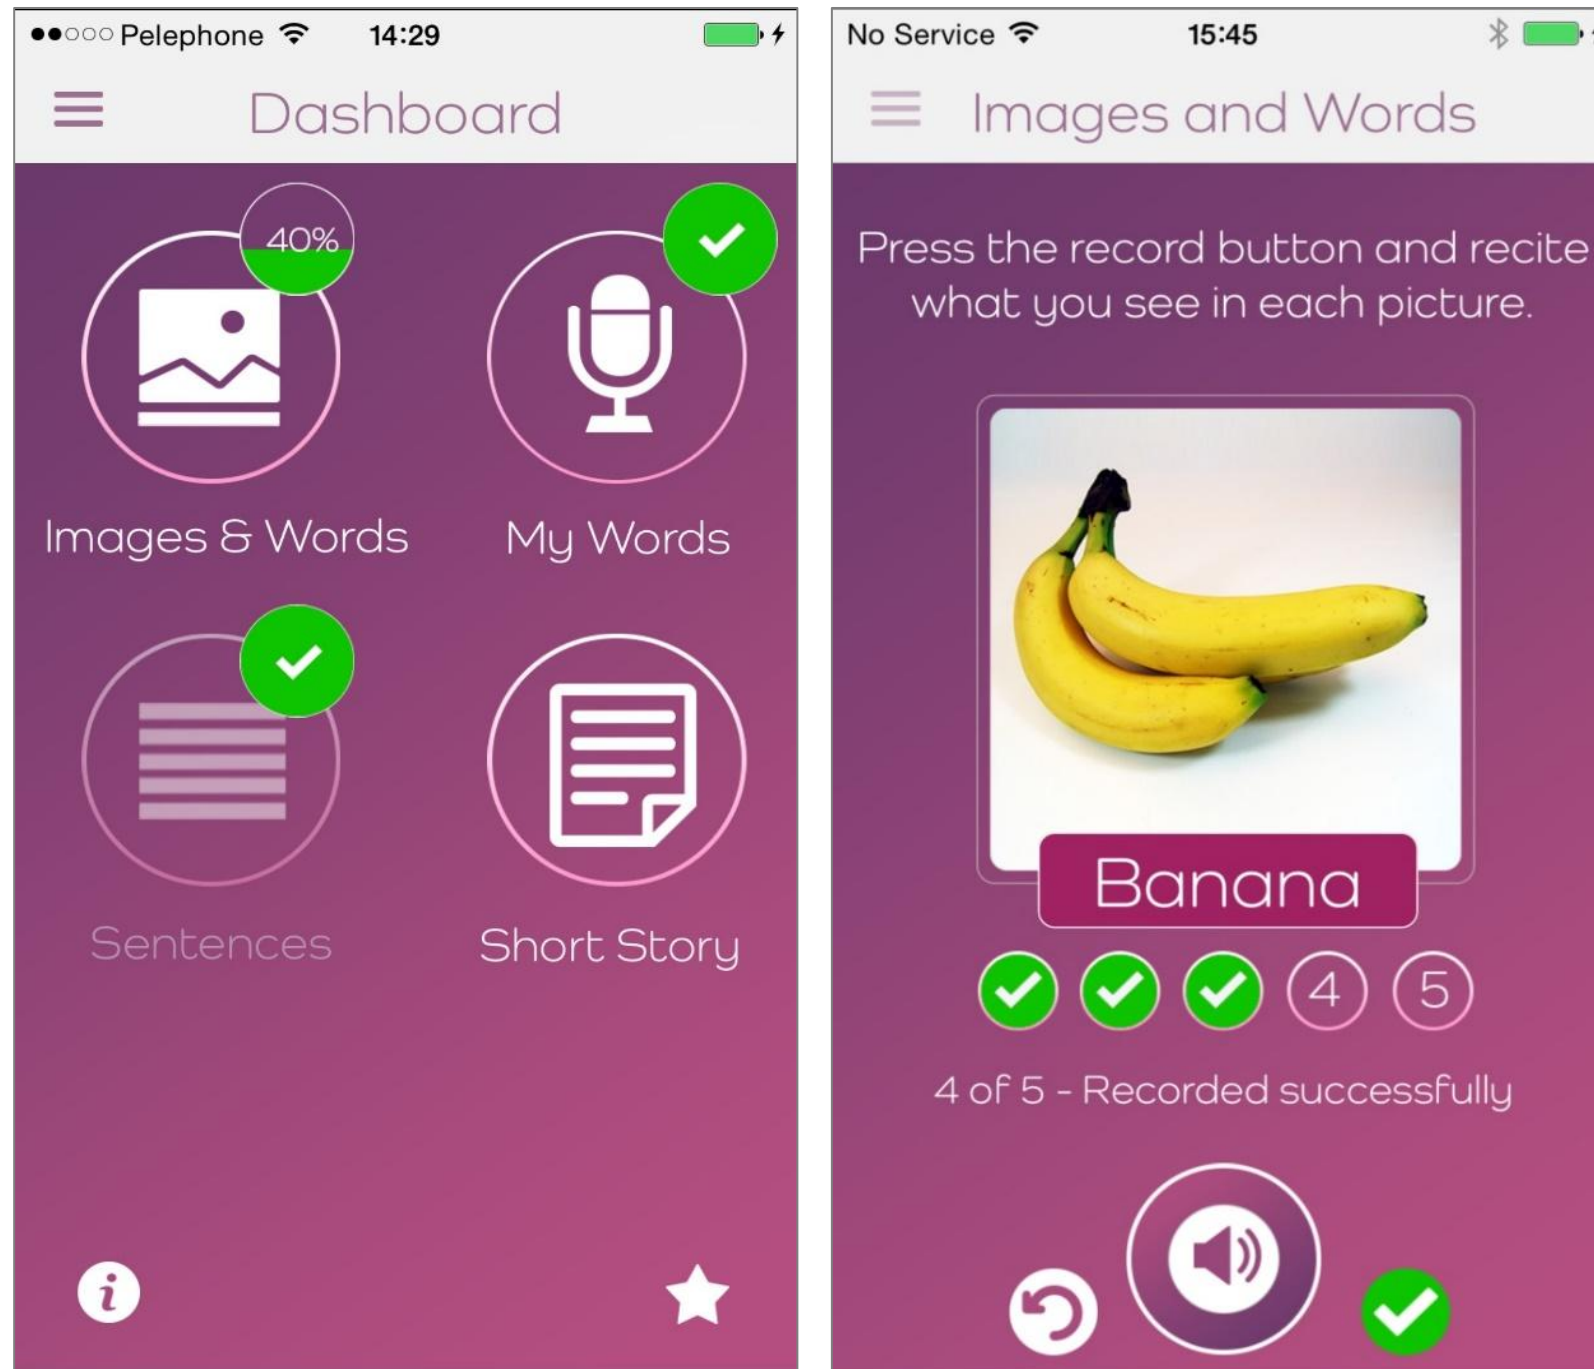 Pelephone 14:29
Dashboard
40%
Images & Words
My Words
Sentences
Short Story
i
No Service 15:45
Images and Words
Press the record button and recite
what you see in each picture.
Banana
4 5
4 of 5 - Recorded successfully